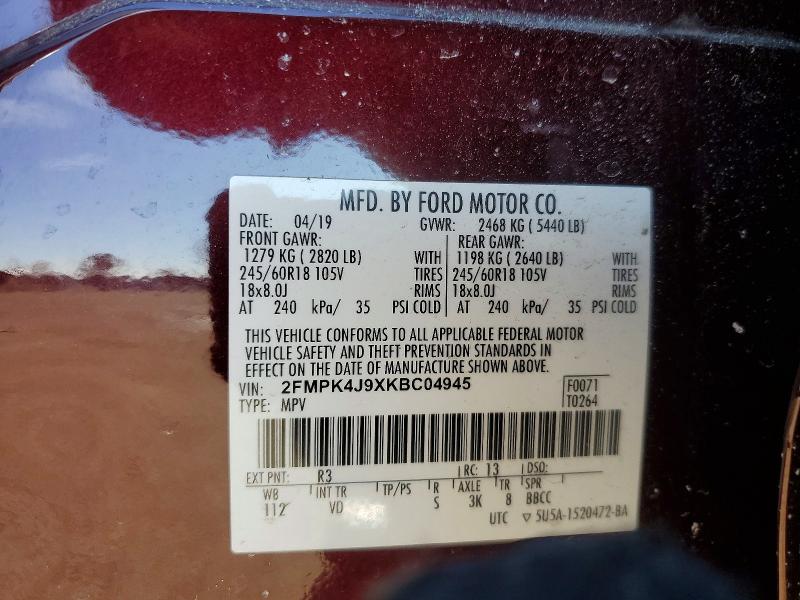 MFD. BY FORD MOTOR CO.
DATE: 04/19 GVWR: 2468 KG ( 5440 LB)
FRONT GAWR: REAR GAWR:
1279 KG ( 2820 LB) WITH 1198 KG ( 2640 LB) WITH
245/60R18 105V TIRES 245/60R18 105V TIRES
18x8.0J RIMS 18x8.0J RIMS
AT 240 kPa/ 35 PSI COLD AT 240 kPa/ 35 PSI COLD
THIS VEHICLE CONFORMS TO ALL APPLICABLE FEDERAL MOTOR
VEHICLE SAFETY AND THEFT PREVENTION STANDARDS IN
EFFECT ON THE DATE OF MANUFACTURE SHOWN ABOVE.
VIN: 2FMPK4J9XKBC04945 F0071
TYPE: MPV T0264
EXT PNT: R3 RC: 13 DSO:
WB INT TR TP/PS R AXLE TR SPR
112 VD S 3K 8 BBCC
UTC ▽ 5U5A-1520472-BA